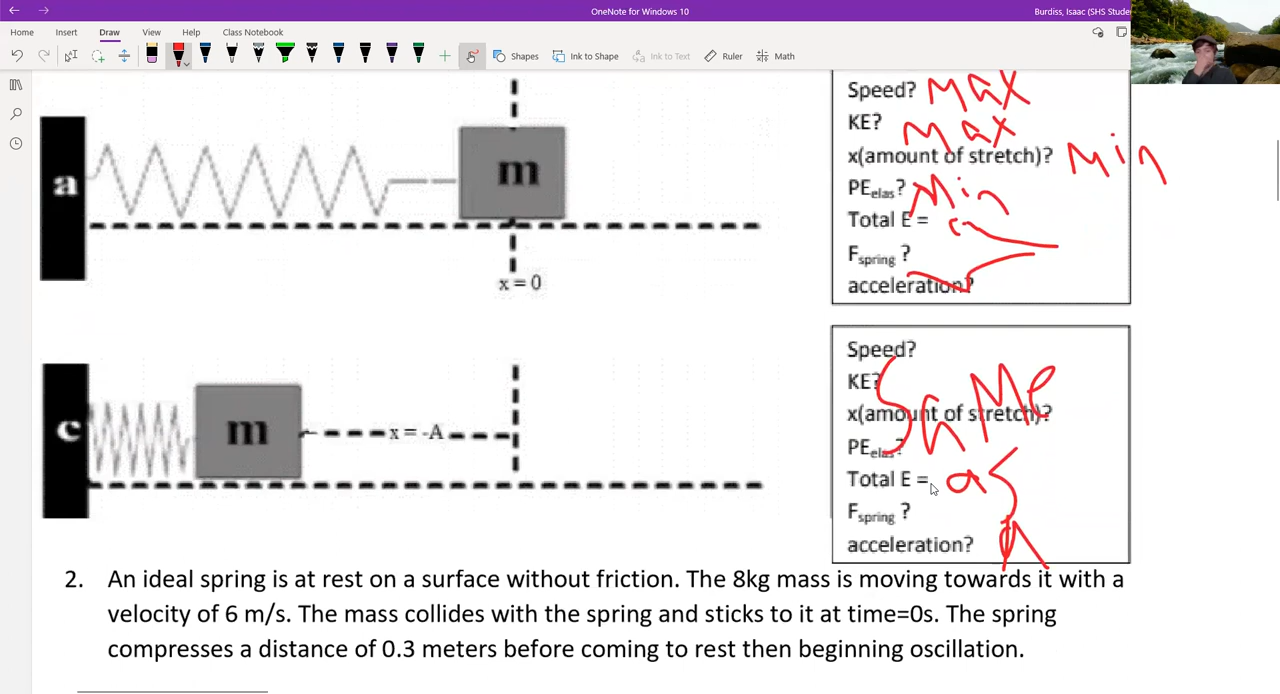 OneNote for Windows 10
Burdiss, Isaac (SHS Stude
Home Insert Draw View Help Class Notebook
Shapes Ink to Shape Ink to Text Ruler Math
a
m
x = 0
Speed? MAX
KE? MAX
x(amount of stretch)? Min
PEelas? Min
Total E =
Fspring ?
acceleration?
c
m
x = -A
Speed?
KE?
x(amount of stretch)?
PEelas?
Total E =
Fspring ?
acceleration?
SAMe
as
A
2. An ideal spring is at rest on a surface without friction. The 8kg mass is moving towards it with a
velocity of 6 m/s. The mass collides with the spring and sticks to it at time=0s. The spring
compresses a distance of 0.3 meters before coming to rest then beginning oscillation.